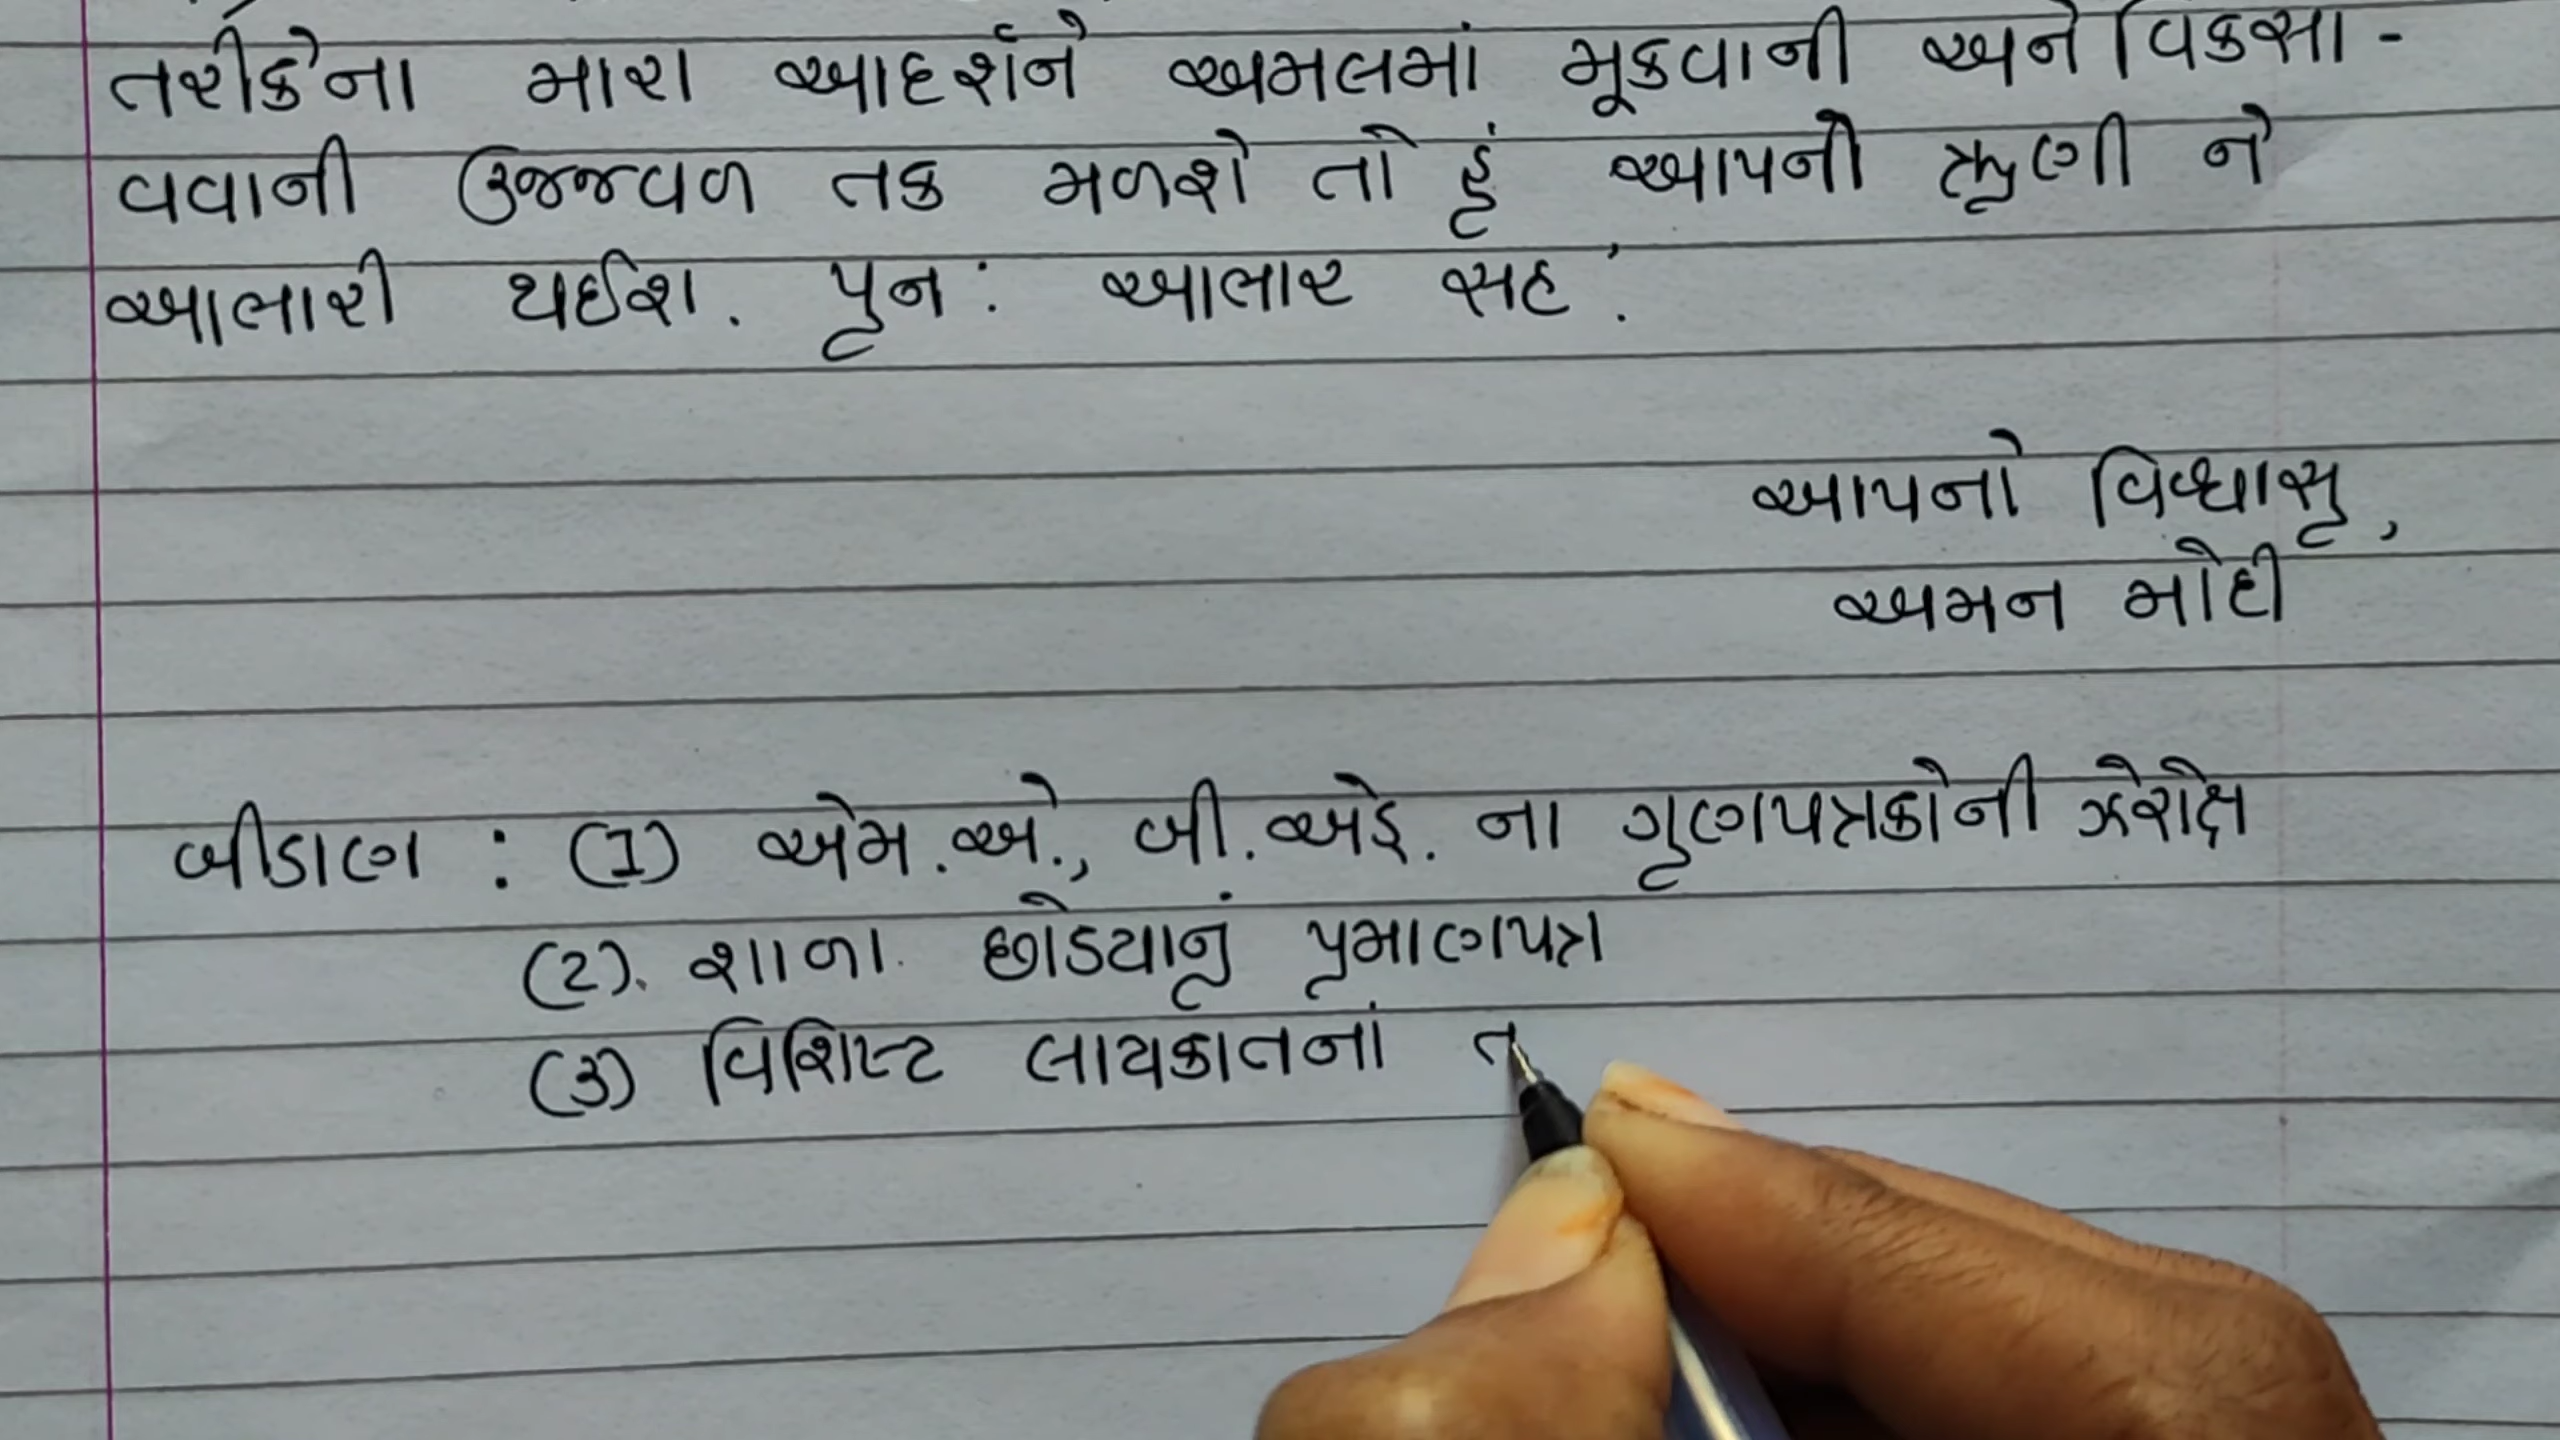 તરીકેના મારા આદર્શને અમલમાં મૂકવાની અને વિકસા-
વવાની ઉજ્જવળ તક મળશે તો હું આપનો ઋણી ને
આભારી થઈશ. પુન: આભાર સહ.
આપનો વિશ્વાસુ,
અમન મોદી
બીડાણ : (1) એમ.એ., બી.એડ્. ના ગુણપત્રકોની ઝેરોક્ષ
(2). શાળા છોડયાનું પ્રમાણપત્ર
(3) વિશિષ્ટ લાયકાતનાં ત